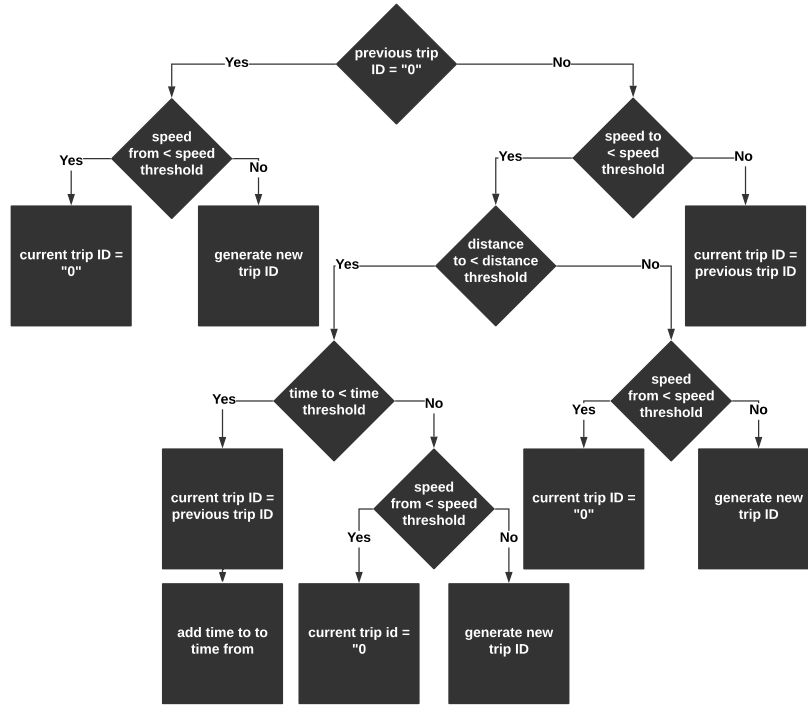 previous trip
ID = "0"
Yes
No
speed
from < speed
threshold
speed to
< speed
threshold
Yes
No
Yes
No
current trip ID =
"0"
generate new
trip ID
distance
to < distance
threshold
current trip ID =
previous trip ID
Yes
No
time to < time
threshold
speed
from < speed
threshold
Yes
No
Yes
No
current trip ID =
previous trip ID
speed
from < speed
threshold
current trip ID =
"0"
generate new
trip ID
Yes
No
add time to to
time from
current trip id =
"0
generate new
trip ID